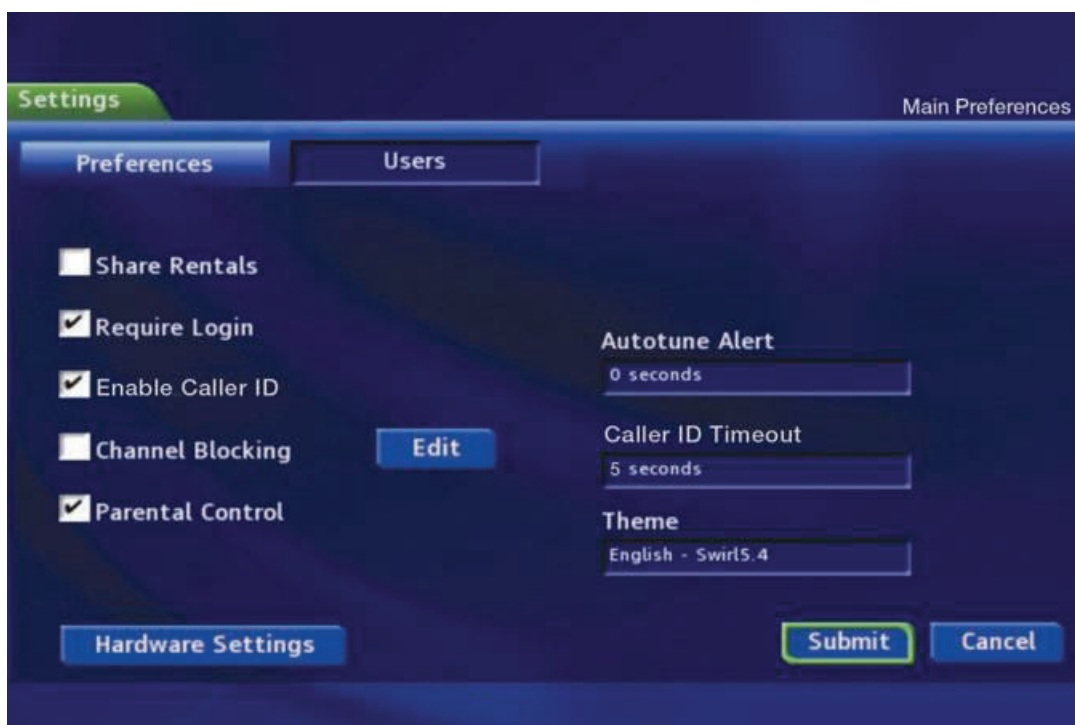 Settings
Main Preferences
Preferences
Users
Share Rentals
Require Login
Enable Caller ID
Channel Blocking
Edit
Parental Control
Autotune Alert
0 seconds
Caller ID Timeout
5 seconds
Theme
English - Swirl5.4
Hardware Settings
Submit
Cancel